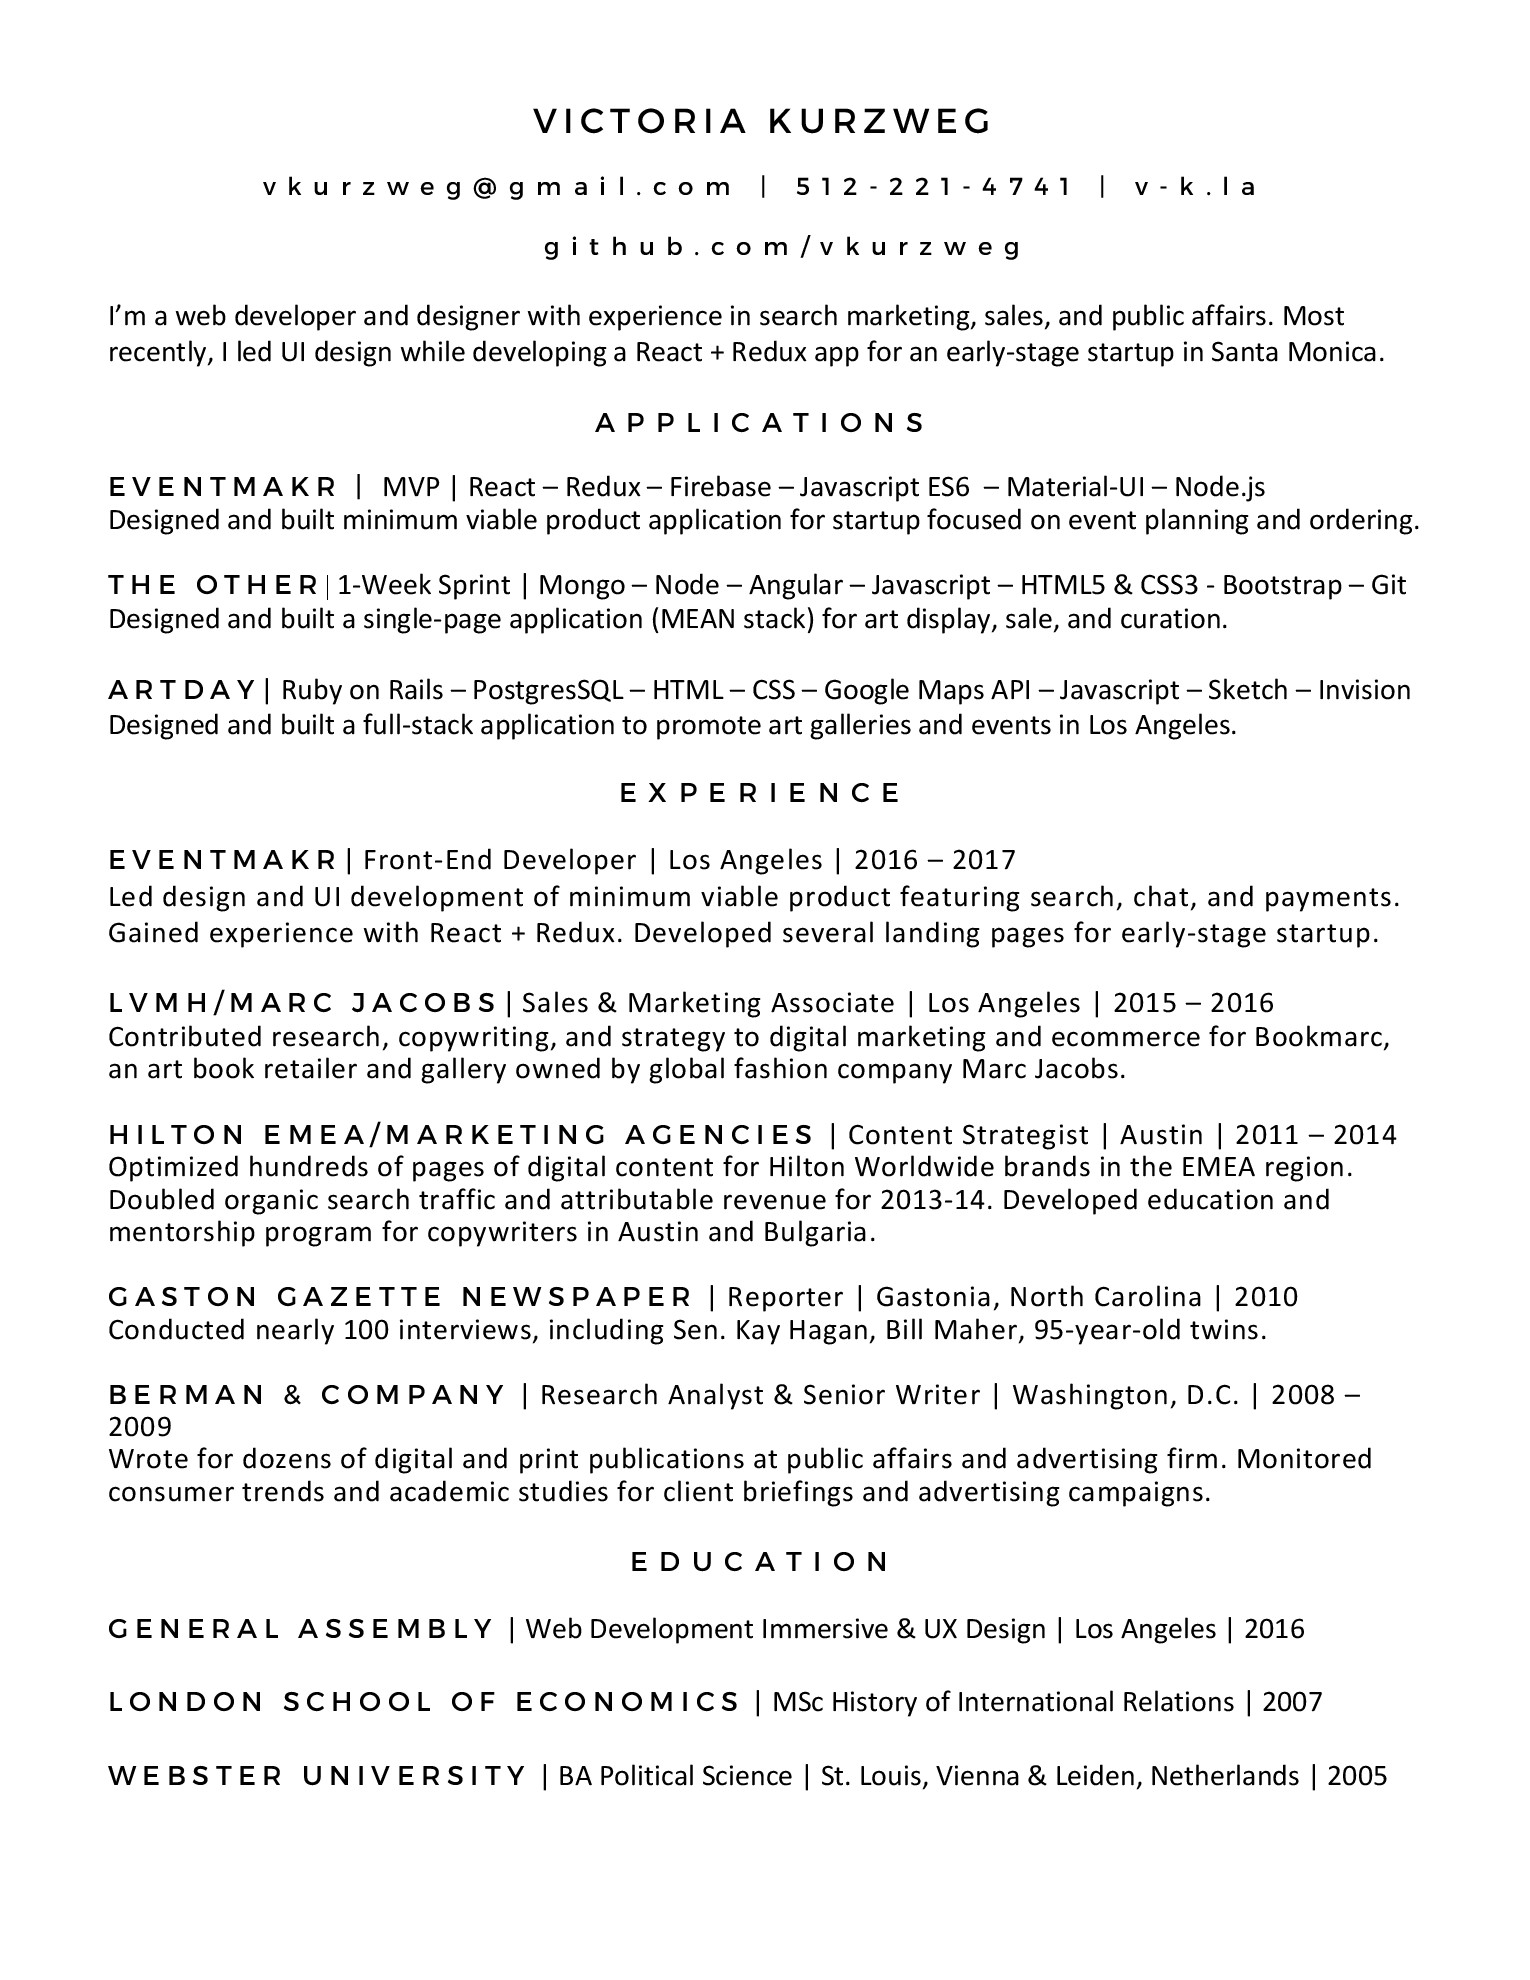 VICTORIA KURZWEG
vkurzweg@gmail.com | 512-221-4741 | v-k.la
github.com/vkurzweg
I’m a web developer and designer with experience in search marketing, sales, and public affairs. Most
recently, I led UI design while developing a React + Redux app for an early-stage startup in Santa Monica.
APPLICATIONS
EVENTMAKR | MVP | React – Redux – Firebase – Javascript ES6 – Material-UI – Node.js
Designed and built minimum viable product application for startup focused on event planning and ordering.
THE OTHER | 1-Week Sprint | Mongo – Node – Angular – Javascript – HTML5 & CSS3 - Bootstrap – Git
Designed and built a single-page application (MEAN stack) for art display, sale, and curation.
ARTDAY | Ruby on Rails – PostgresSQL – HTML – CSS – Google Maps API – Javascript – Sketch – Invision
Designed and built a full-stack application to promote art galleries and events in Los Angeles.
EXPERIENCE
EVENTMAKR | Front-End Developer | Los Angeles | 2016 – 2017
Led design and UI development of minimum viable product featuring search, chat, and payments.
Gained experience with React + Redux. Developed several landing pages for early-stage startup.
LVMH/MARC JACOBS | Sales & Marketing Associate | Los Angeles | 2015 – 2016
Contributed research, copywriting, and strategy to digital marketing and ecommerce for Bookmarc,
an art book retailer and gallery owned by global fashion company Marc Jacobs.
HILTON EMEA/MARKETING AGENCIES | Content Strategist | Austin | 2011 – 2014
Optimized hundreds of pages of digital content for Hilton Worldwide brands in the EMEA region.
Doubled organic search traffic and attributable revenue for 2013-14. Developed education and
mentorship program for copywriters in Austin and Bulgaria.
GASTON GAZETTE NEWSPAPER | Reporter | Gastonia, North Carolina | 2010
Conducted nearly 100 interviews, including Sen. Kay Hagan, Bill Maher, 95-year-old twins.
BERMAN & COMPANY | Research Analyst & Senior Writer | Washington, D.C. | 2008 –
2009
Wrote for dozens of digital and print publications at public affairs and advertising firm. Monitored
consumer trends and academic studies for client briefings and advertising campaigns.
EDUCATION
GENERAL ASSEMBLY | Web Development Immersive & UX Design | Los Angeles | 2016
LONDON SCHOOL OF ECONOMICS | MSc History of International Relations | 2007
WEBSTER UNIVERSITY | BA Political Science | St. Louis, Vienna & Leiden, Netherlands | 2005